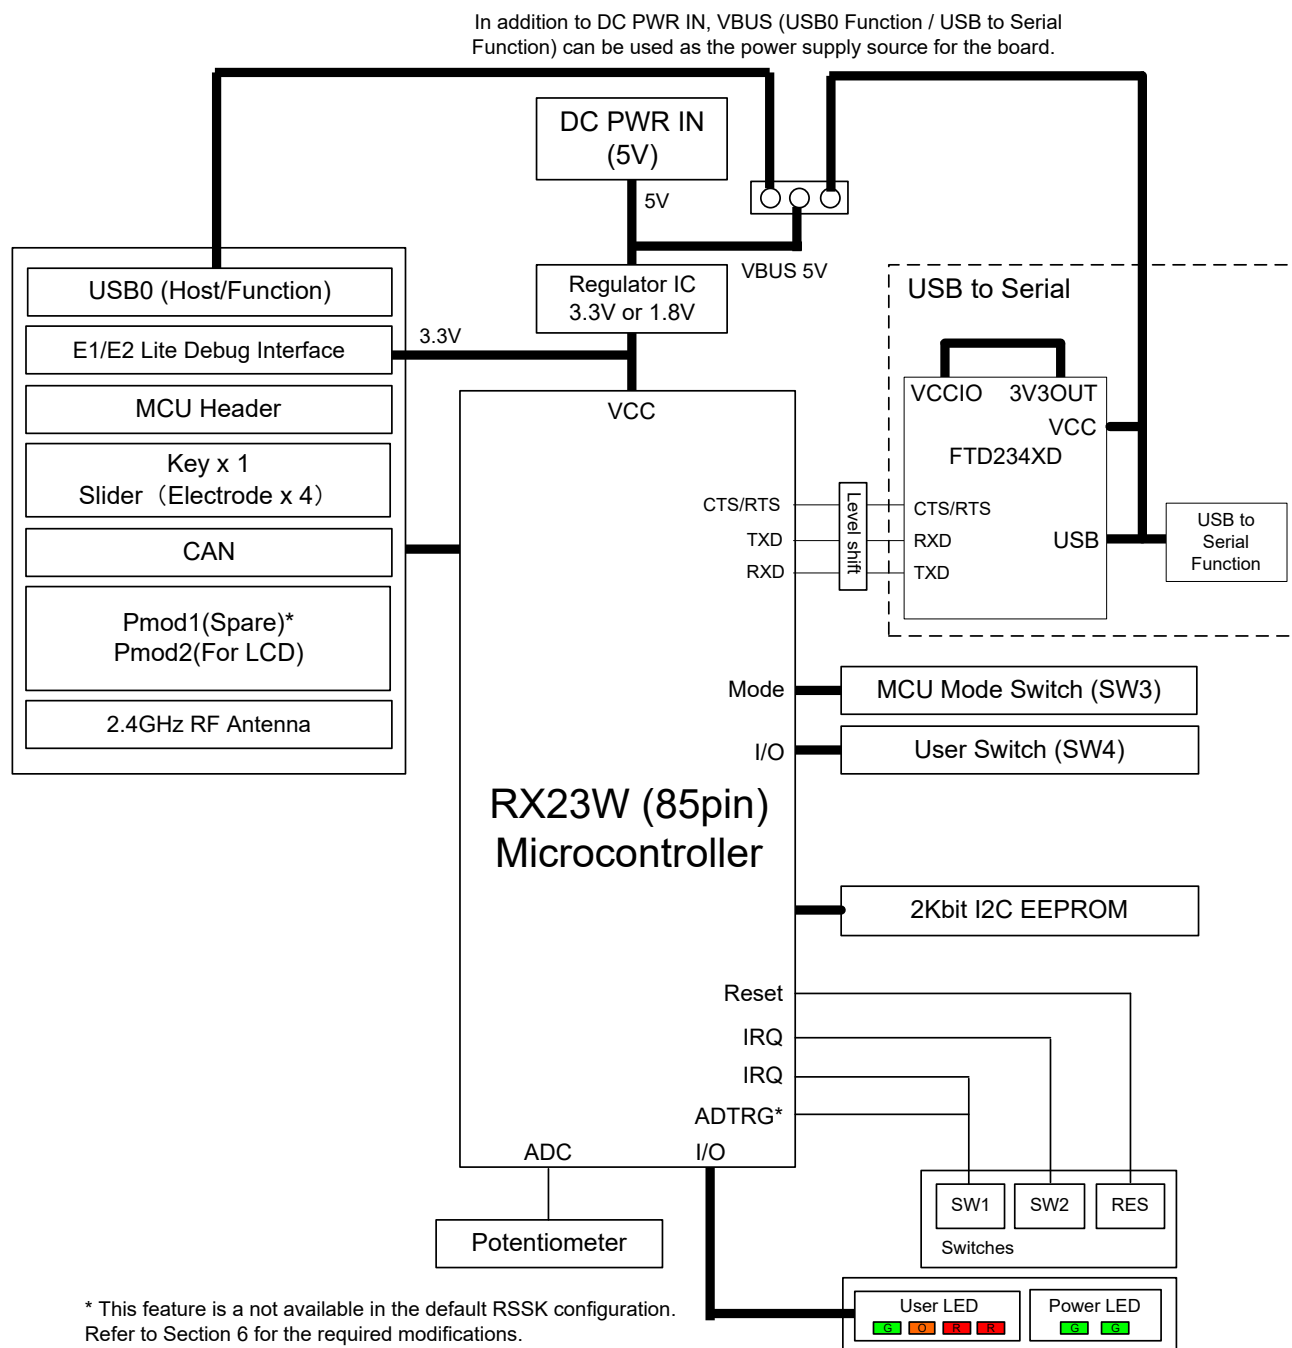 In addition to DC PWR IN, VBUS (USB0 Function / USB to Serial
Function) can be used as the power supply source for the board.
DC PWR IN
(5V)
5V
VBUS 5V
Regulator IC
3.3V or 1.8V
3.3V
USB0 (Host/Function)
E1/E2 Lite Debug Interface
MCU Header
Key x 1
Slider（Electrode x 4）
CAN
Pmod1(Spare)*
Pmod2(For LCD)
2.4GHz RF Antenna
USB to Serial
VCCIO 3V3OUT
VCC
FTD234XD
CTS/RTS
RXD
TXD
USB
USB to
Serial
Function
Level shift
VCC
CTS/RTS
TXD
RXD
Mode
I/O
MCU Mode Switch (SW3)
User Switch (SW4)
RX23W (85pin)
Microcontroller
2Kbit I2C EEPROM
Reset
IRQ
IRQ
ADTRG*
ADC
I/O
SW1
SW2
RES
Switches
Potentiometer
User LED
G O R R
Power LED
G G
* This feature is a not available in the default RSSK configuration.
Refer to Section 6 for the required modifications.